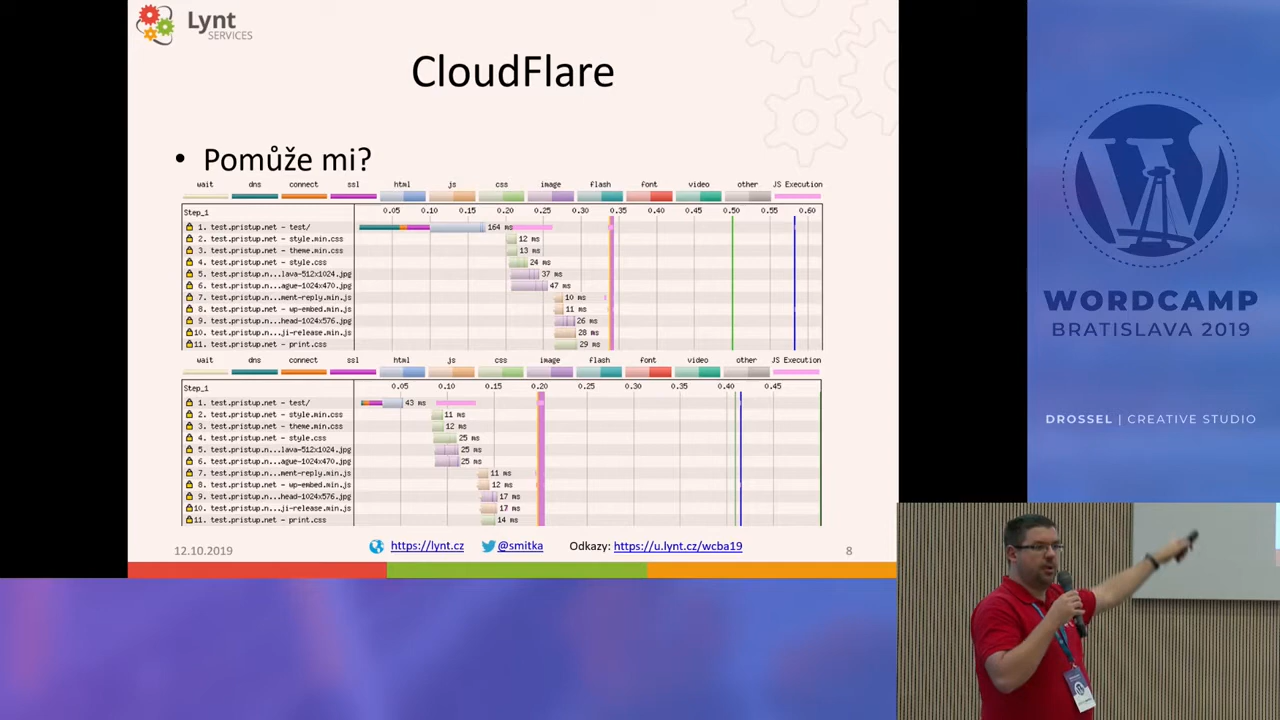 Lynt
SERVICES
CloudFlare
• Pomůže mi?
wait dns connect ssl html js css image flash font video other JS Execution
Step_1 0.05 0.10 0.15 0.20 0.25 0.30 0.35 0.40 0.45 0.50 0.55 0.60
1. test.pristup.net - test/ 164 ms
2. test.pristup.net - style.min.css 12 ms
3. test.pristup.net - theme.min.css 13 ms
4. test.pristup.net - style.css 24 ms
5. test.pristup.n...lava-512x1024.jpg 37 ms
6. test.pristup.n...ague-1024x470.jpg 47 ms
7. test.pristup.n...ment-reply.min.js 10 ms
8. test.pristup.net - wp-embed.min.js 11 ms
9. test.pristup.n...head-1024x576.jpg 26 ms
10. test.pristup.n...ji-release.min.js 28 ms
11. test.pristup.net - print.css 29 ms
wait dns connect ssl html js css image flash font video other JS Execution
Step_1 0.05 0.10 0.15 0.20 0.25 0.30 0.35 0.40 0.45
1. test.pristup.net - test/ 43 ms
2. test.pristup.net - style.min.css 11 ms
3. test.pristup.net - theme.min.css 12 ms
4. test.pristup.net - style.css 25 ms
5. test.pristup.n...lava-512x1024.jpg 25 ms
6. test.pristup.n...ague-1024x470.jpg 25 ms
7. test.pristup.n...ment-reply.min.js 11 ms
8. test.pristup.net - wp-embed.min.js 12 ms
9. test.pristup.n...head-1024x576.jpg 17 ms
10. test.pristup.n...ji-release.min.js 17 ms
11. test.pristup.net - print.css 14 ms
12.10.2019 https://lynt.cz @smitka Odkazy: https://u.lynt.cz/wcba19 8
WORDCAMP
BRATISLAVA 2019
DROSSEL | CREATIVE STUDIO